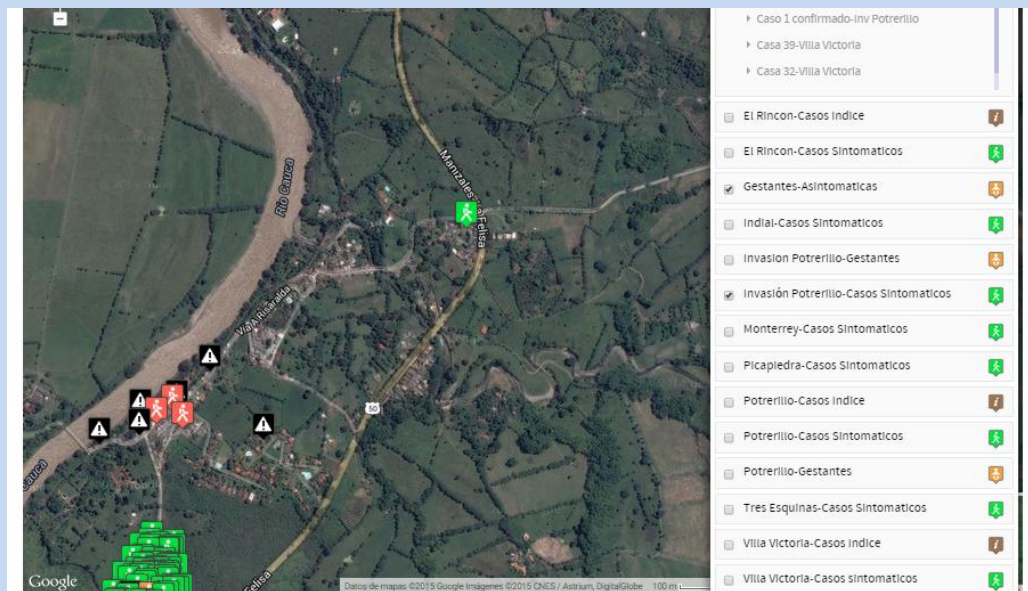 Caso 1 confirmado-Inv Potrerillo
Casa 39-Villa Victoria
Casa 32-Villa Victoria
El Rincon-Casos Indice
El Rincon-Casos Sintomaticos
Gestantes-Asintomaticas
Indial-Casos Sintomaticos
Invasion Potrerillo-Gestantes
Invasión Potrerillo-Casos Sintomaticos
Monterrey-Casos Sintomaticos
Picapiedra-Casos Sintomaticos
Potrerillo-Casos Indice
Potrerillo-Casos Sintomaticos
Potrerillo-Gestantes
Tres Esquinas-Casos Sintomaticos
Villa Victoria-Casos Indice
Villa Victoria-Casos sintomaticos
Río Cauca
Manizales
Felisa
Vía A Risaralda
50
Cauca
Felisa
Google
Datos de mapas ©2015 Google Imágenes ©2015 CNES / Astrium, DigitalGlobe
100 m